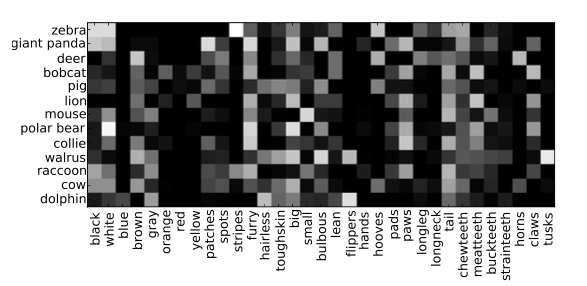 zebra
giant panda
deer
bobcat
pig
lion
mouse
polar bear
collie
walrus
raccoon
cow
dolphin
black
white
blue
brown
gray
orange
red
yellow
patches
spots
stripes
furry
hairless
toughskin
big
small
bulbous
lean
flippers
hands
hooves
pads
paws
longleg
longneck
tail
chewteeth
meatteeth
buckteeth
strainteeth
horns
claws
tusks